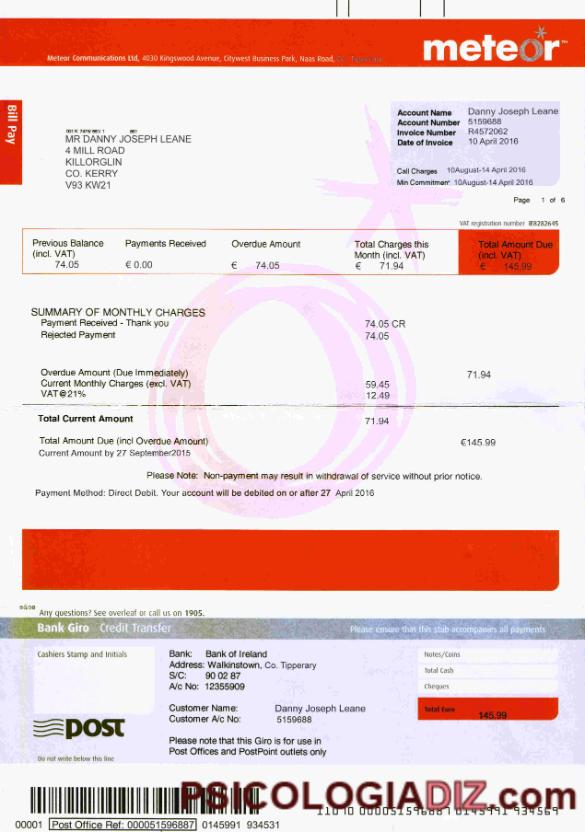 meteor™
Meteor Communications Ltd, 4030 Kingswood Avenue, Citywest Business Park, Naas Road, Co. Tipperary
Bill Pay
MR DANNY JOSEPH LEANE
4 MILL ROAD
KILLORGLIN
CO. KERRY
V93 KW21
Account Name Danny Joseph Leane
Account Number 5159688
Invoice Number R4572062
Date of Invoice 10 April 2016
Call Charges 10August-14 April 2016
Min Commitment 10August-14 April 2016
Page 1 of 6
VAT registration number
Previous Balance (incl. VAT) 74.05
Payments Received € 0.00
Overdue Amount € 74.05
Total Charges this Month (incl. VAT) € 71.94
Total Amount Due (incl. VAT) € 145.99
SUMMARY OF MONTHLY CHARGES
Payment Received - Thank you 74.05 CR
Rejected Payment 74.05
Overdue Amount (Due Immediately) 71.94
Current Monthly Charges (excl. VAT) 59.45
VAT@21% 12.49
Total Current Amount 71.94
Total Amount Due (incl Overdue Amount) €145.99
Current Amount by 27 September2015
Please Note: Non-payment may result in withdrawal of service without prior notice.
Payment Method: Direct Debit. Your account will be debited on or after 27 April 2016
Any questions? See overleaf or call us on 1905.
Bank Giro Credit Transfer
Please ensure that this stub accompanies all payments
Cashiers Stamp and Initials
Bank: Bank of Ireland
Address: Walkinstown, Co. Tipperary
S/C: 90 02 87
A/c No: 12355909
Customer Name: Danny Joseph Leane
Customer A/c No: 5159688
Please note that this Giro is for use in
Post Offices and PostPoint outlets only
Notes/Coins
Total Cash
Cheques
Total Euro 145.99
post
Do not write below this line
PSICOLOGIADIZ.com
00001 Post Office Ref: 000051596887 0145991 934531